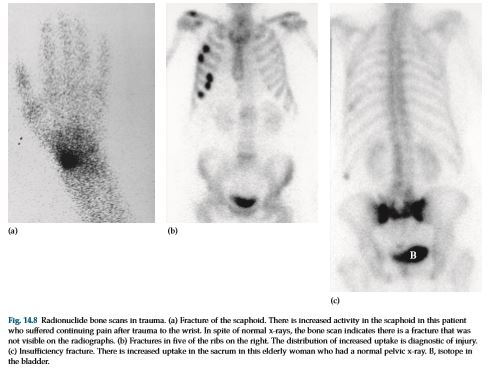 B
(a)
(b)
(c)
Fig. 14.8 Radionuclide bone scans in trauma. (a) Fracture of the scaphoid. There is increased activity in the scaphoid in this patient
who suffered continuing pain after trauma to the wrist. In spite of normal x-rays, the bone scan indicates there is a fracture that was
not visible on the radiographs. (b) Fractures in five of the ribs on the right. The distribution of increased uptake is diagnostic of injury.
(c) Insufficiency fracture. There is increased uptake in the sacrum in this elderly woman who had a normal pelvic x-ray. B, isotope in
the bladder.